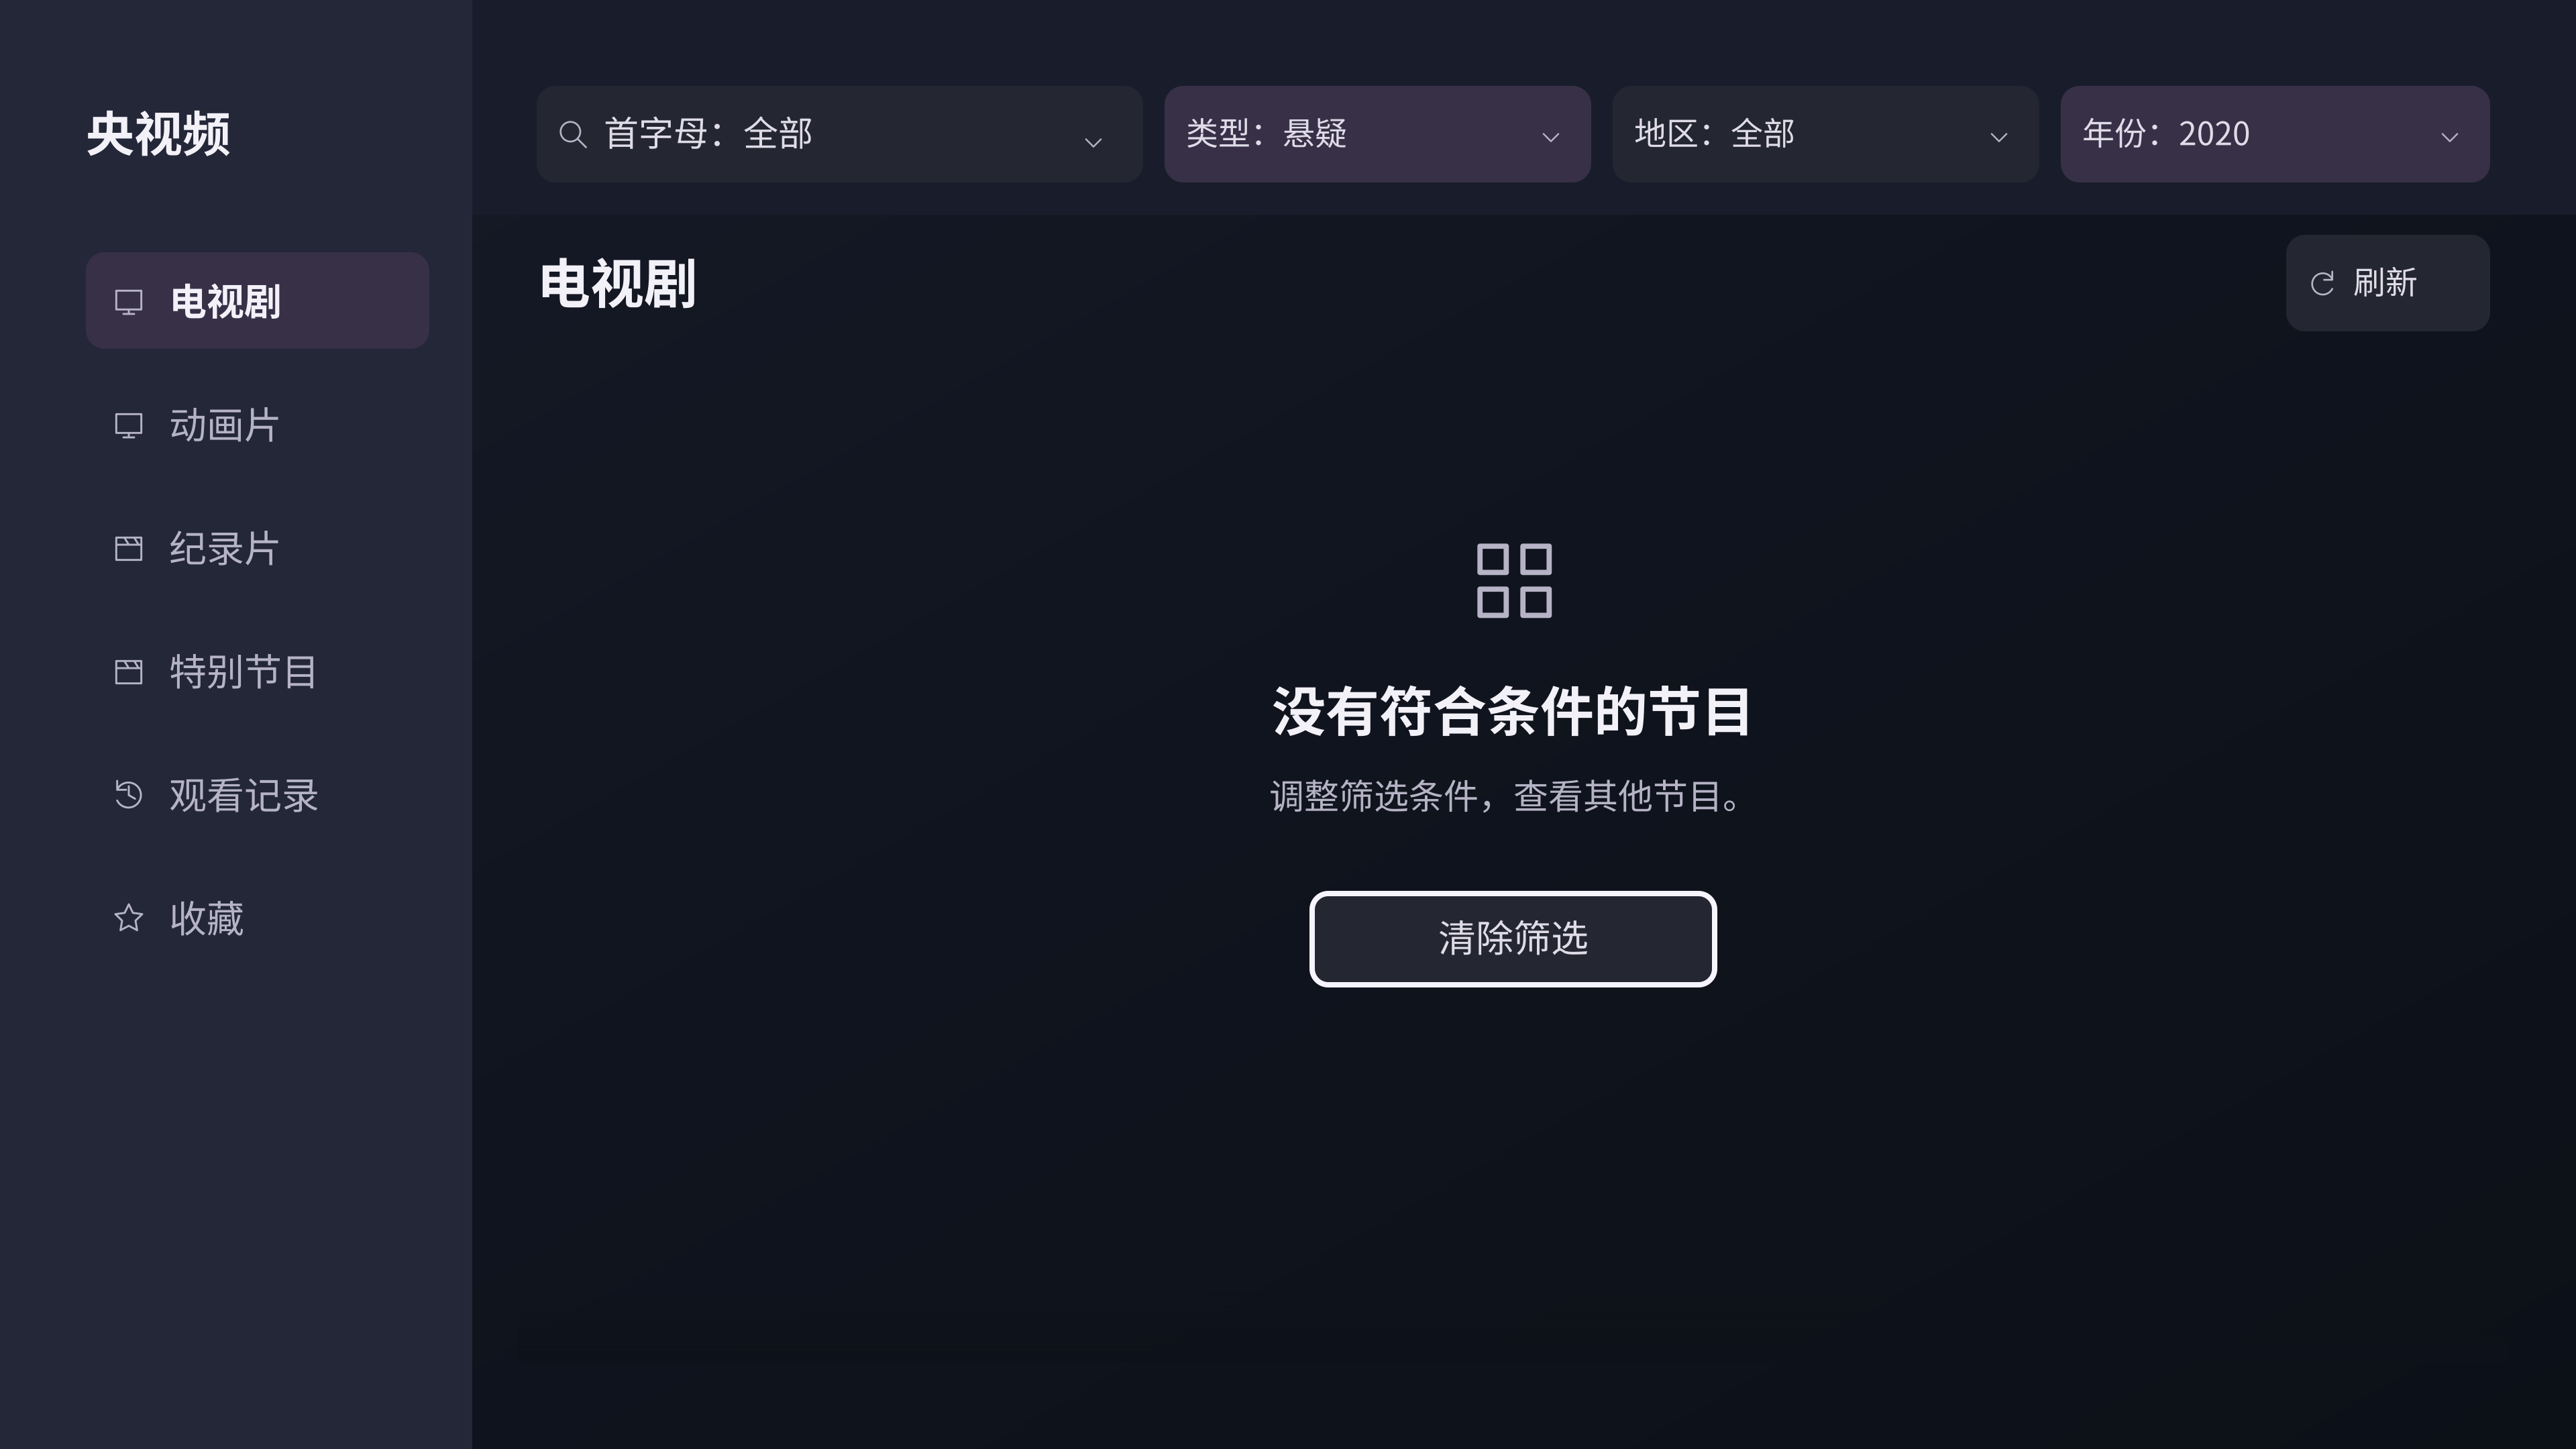 央视频
电视剧
动画片
纪录片
特别节目
观看记录
收藏
首字母：全部
类型：悬疑
地区：全部
年份：2020
电视剧
刷新
没有符合条件的节目
调整筛选条件，查看其他节目。
清除筛选